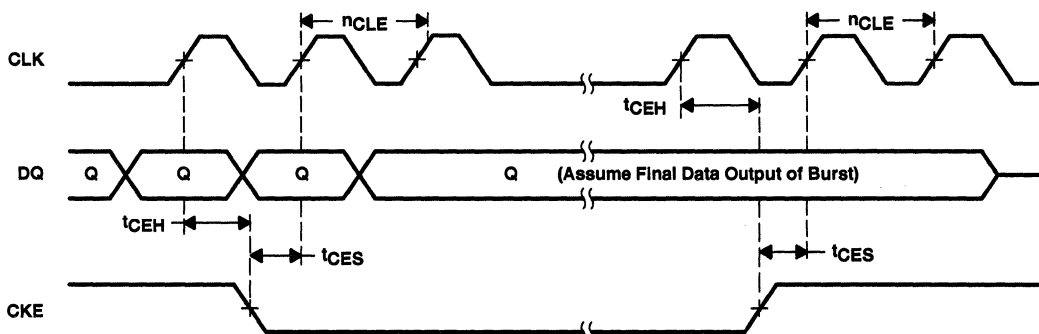 nCLE nCLE
CLK
tCEH
DQ Q Q Q Q (Assume Final Data Output of Burst)
tCEH
tCES tCES
CKE